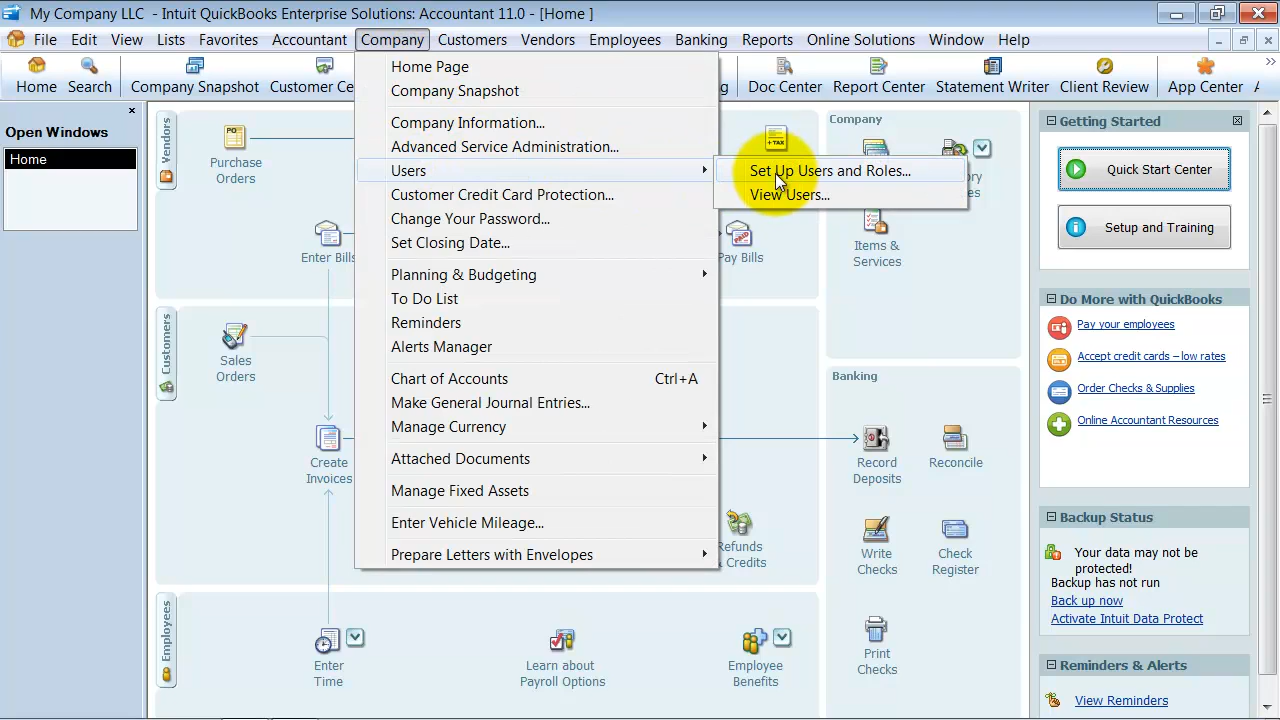 My Company LLC - Intuit QuickBooks Enterprise Solutions: Accountant 11.0 - [Home ]
File Edit View Lists Favorites Accountant Company Customers Vendors Employees Banking Reports Online Solutions Window Help
Home Search Company Snapshot Customer Ce Doc Center Report Center Statement Writer Client Review App Center
Open Windows
Home
Home Page
Company Snapshot
Company Information...
Advanced Service Administration...
Users
Customer Credit Card Protection...
Change Your Password...
Set Closing Date...
Planning & Budgeting
To Do List
Reminders
Alerts Manager
Chart of Accounts Ctrl+A
Make General Journal Entries...
Manage Currency
Attached Documents
Manage Fixed Assets
Enter Vehicle Mileage...
Prepare Letters with Envelopes
Set Up Users and Roles...
View Users...
Vendors
PO
Purchase
Orders
Enter Bills
+TAX
Pay Bills
Customers
Sales
Orders
Create
Invoices
Refunds
& Credits
Employees
Enter
Time
Learn about
Payroll Options
Employee
Benefits
Company
Items &
Services
Banking
Record
Deposits
Reconcile
Write
Checks
Check
Register
Print
Checks
Getting Started
Quick Start Center
Setup and Training
Do More with QuickBooks
Pay your employees
Accept credit cards – low rates
Order Checks & Supplies
Online Accountant Resources
Backup Status
Your data may not be
protected!
Backup has not run
Back up now
Activate Intuit Data Protect
Reminders & Alerts
View Reminders